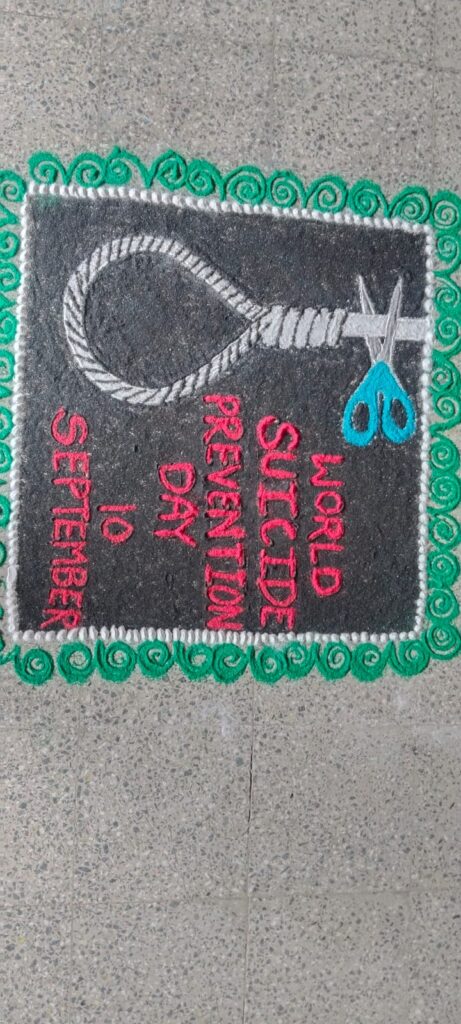 WORLD
SUICIDE
PREVENTION
DAY
10
SEPTEMBER